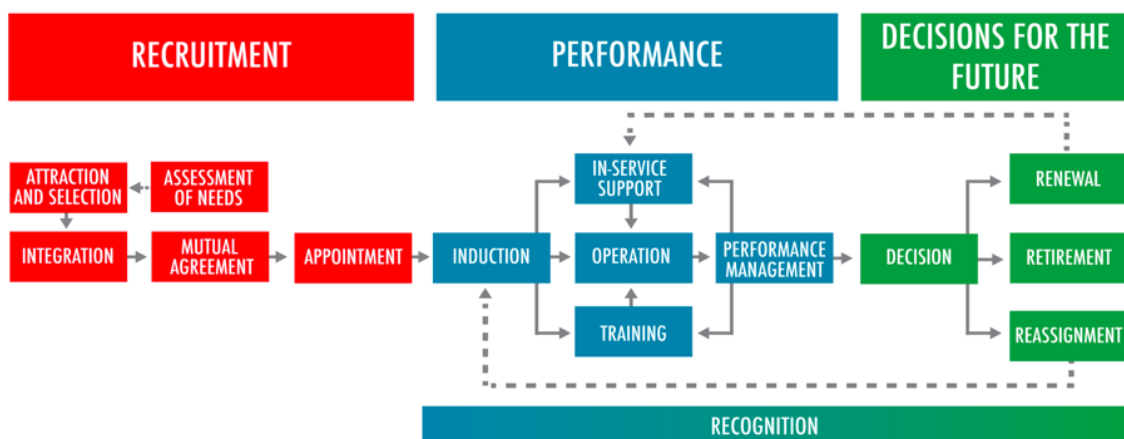 RECRUITMENT
PERFORMANCE
DECISIONS FOR THE
FUTURE
ATTRACTION
AND SELECTION
ASSESSMENT
OF NEEDS
IN-SERVICE
SUPPORT
RENEWAL
INTEGRATION
MUTUAL
AGREEMENT
APPOINTMENT
INDUCTION
OPERATION
PERFORMANCE
MANAGEMENT
DECISION
RETIREMENT
TRAINING
REASSIGNMENT
RECOGNITION